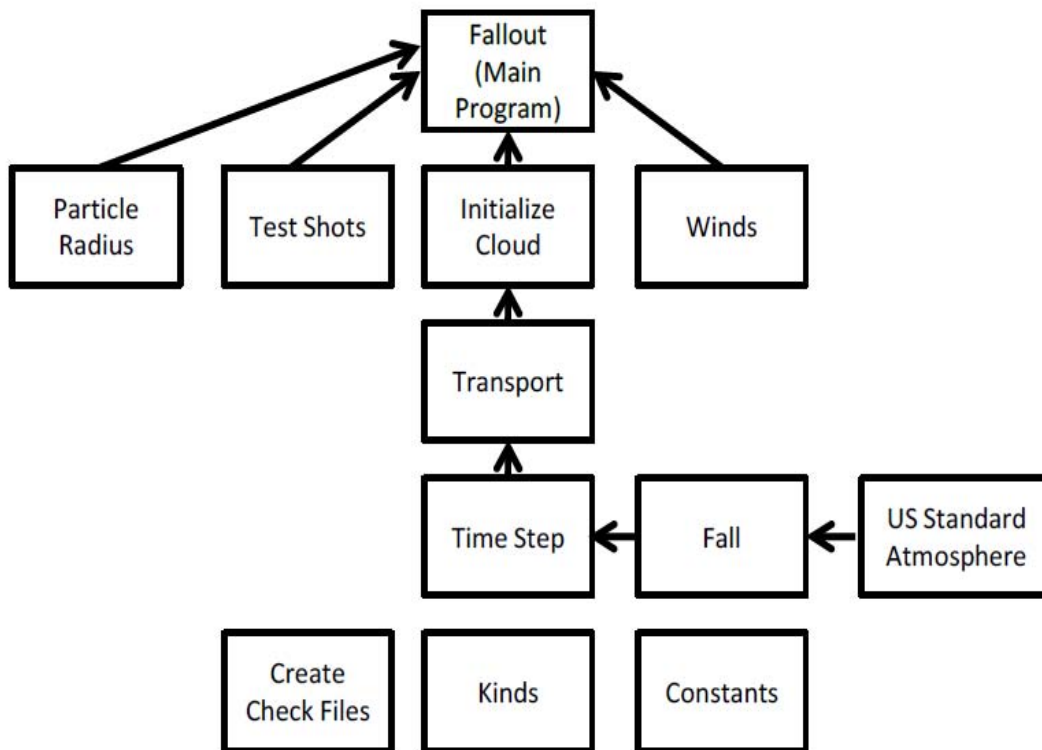 Fallout
(Main
Program)
Particle
Radius
Test Shots
Initialize
Cloud
Winds
Transport
Time Step
Fall
US Standard
Atmosphere
Create
Check Files
Kinds
Constants